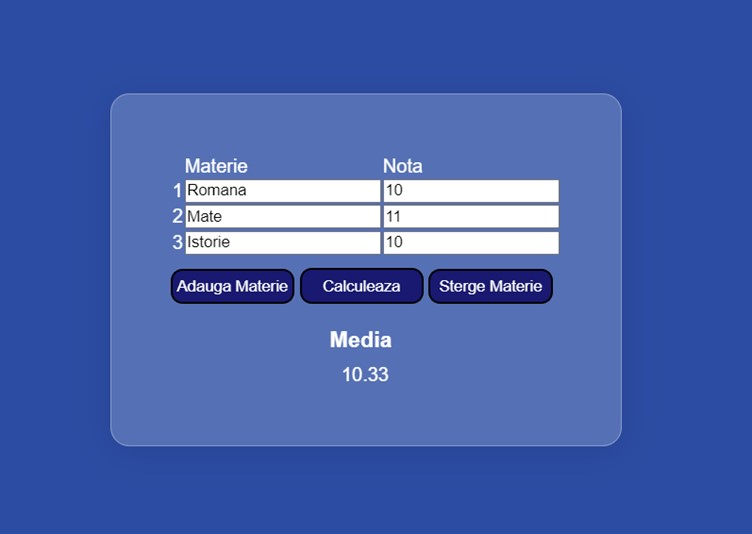 Materie Nota
1 Romana 10
2 Mate 11
3 Istorie 10
Adauga Materie Calculeaza Sterge Materie
Media
10.33